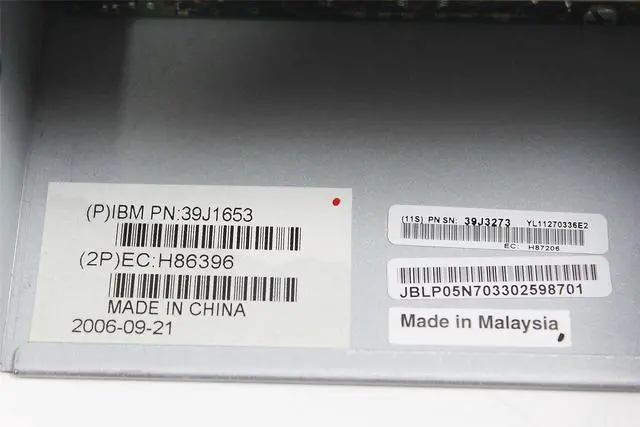 (P)IBM PN:39J1653
(2P)EC:H86396
MADE IN CHINA
2006-09-21
(11S) PN SN: 39J3273 YL11270336E2
EC: H87206
JBLP05N703302598701
Made in Malaysia